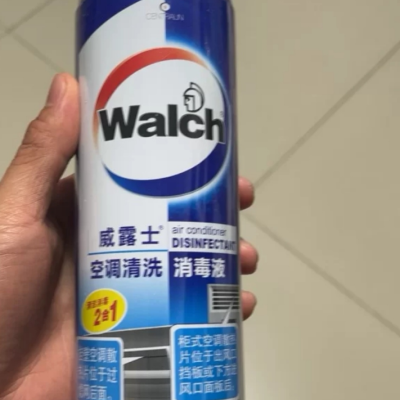 Walch
威露士®
air conditioner
DISINFECTANT
空调清洗
消毒液
2合1
柜式空调散热
片位于出风口
挡板或下方进
风口面板后